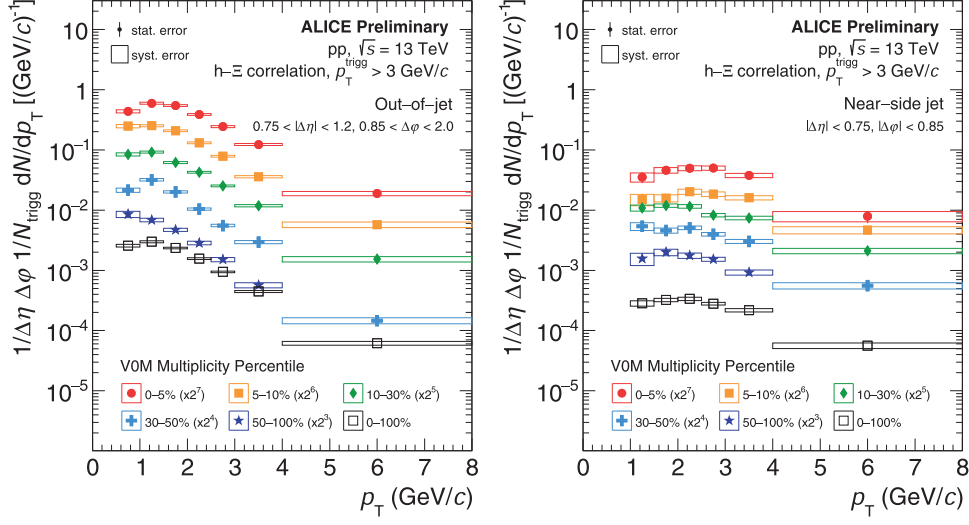 1/Δη Δφ 1/N_trigg dN/dp_T [(GeV/c)^-1]
10
1
10^−1
10^−2
10^−3
10^−4
10^−5
stat. error
syst. error
ALICE Preliminary
pp, √s = 13 TeV
h−Ξ correlation, p_T^trigg > 3 GeV/c
Out−of−jet
0.75 < |Δη| < 1.2, 0.85 < Δφ < 2.0
V0M Multiplicity Percentile
0−5% (x2^7) 5−10% (x2^6) 10−30% (x2^5)
30−50% (x2^4) 50−100% (x2^3) 0−100%
0 1 2 3 4 5 6 7 8
p_T (GeV/c)
1/Δη Δφ 1/N_trigg dN/dp_T [(GeV/c)^-1]
10
1
10^−1
10^−2
10^−3
10^−4
10^−5
stat. error
syst. error
ALICE Preliminary
pp, √s = 13 TeV
h−Ξ correlation, p_T^trigg > 3 GeV/c
Near−side jet
|Δη| < 0.75, |Δφ| < 0.85
V0M Multiplicity Percentile
0−5% (x2^7) 5−10% (x2^6) 10−30% (x2^5)
30−50% (x2^4) 50−100% (x2^3) 0−100%
0 1 2 3 4 5 6 7 8
p_T (GeV/c)